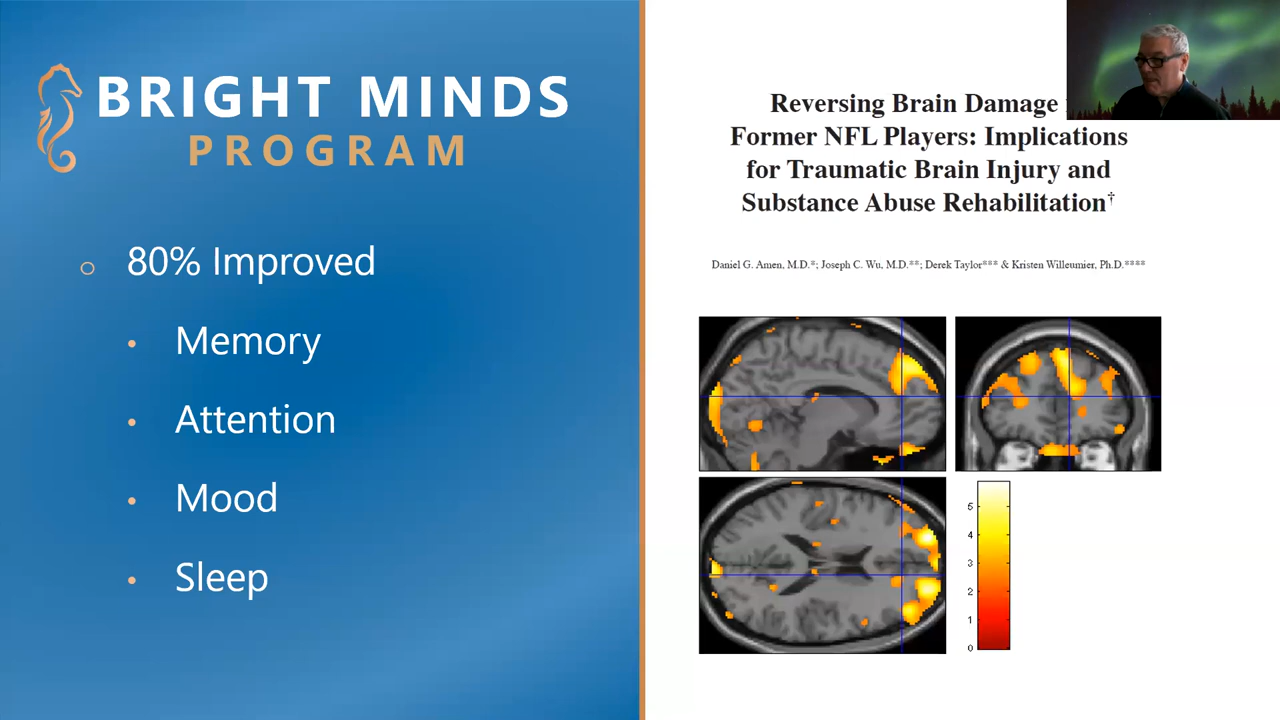 BRIGHT MINDS
PROGRAM
80% Improved
Memory
Attention
Mood
Sleep
Reversing Brain Damage
Former NFL Players: Implications
for Traumatic Brain Injury and
Substance Abuse Rehabilitation†
Daniel G. Amen, M.D.*; Joseph C. Wu, M.D.**; Derek Taylor*** & Kristen Willeumier, Ph.D.****
5
4
3
2
1
0